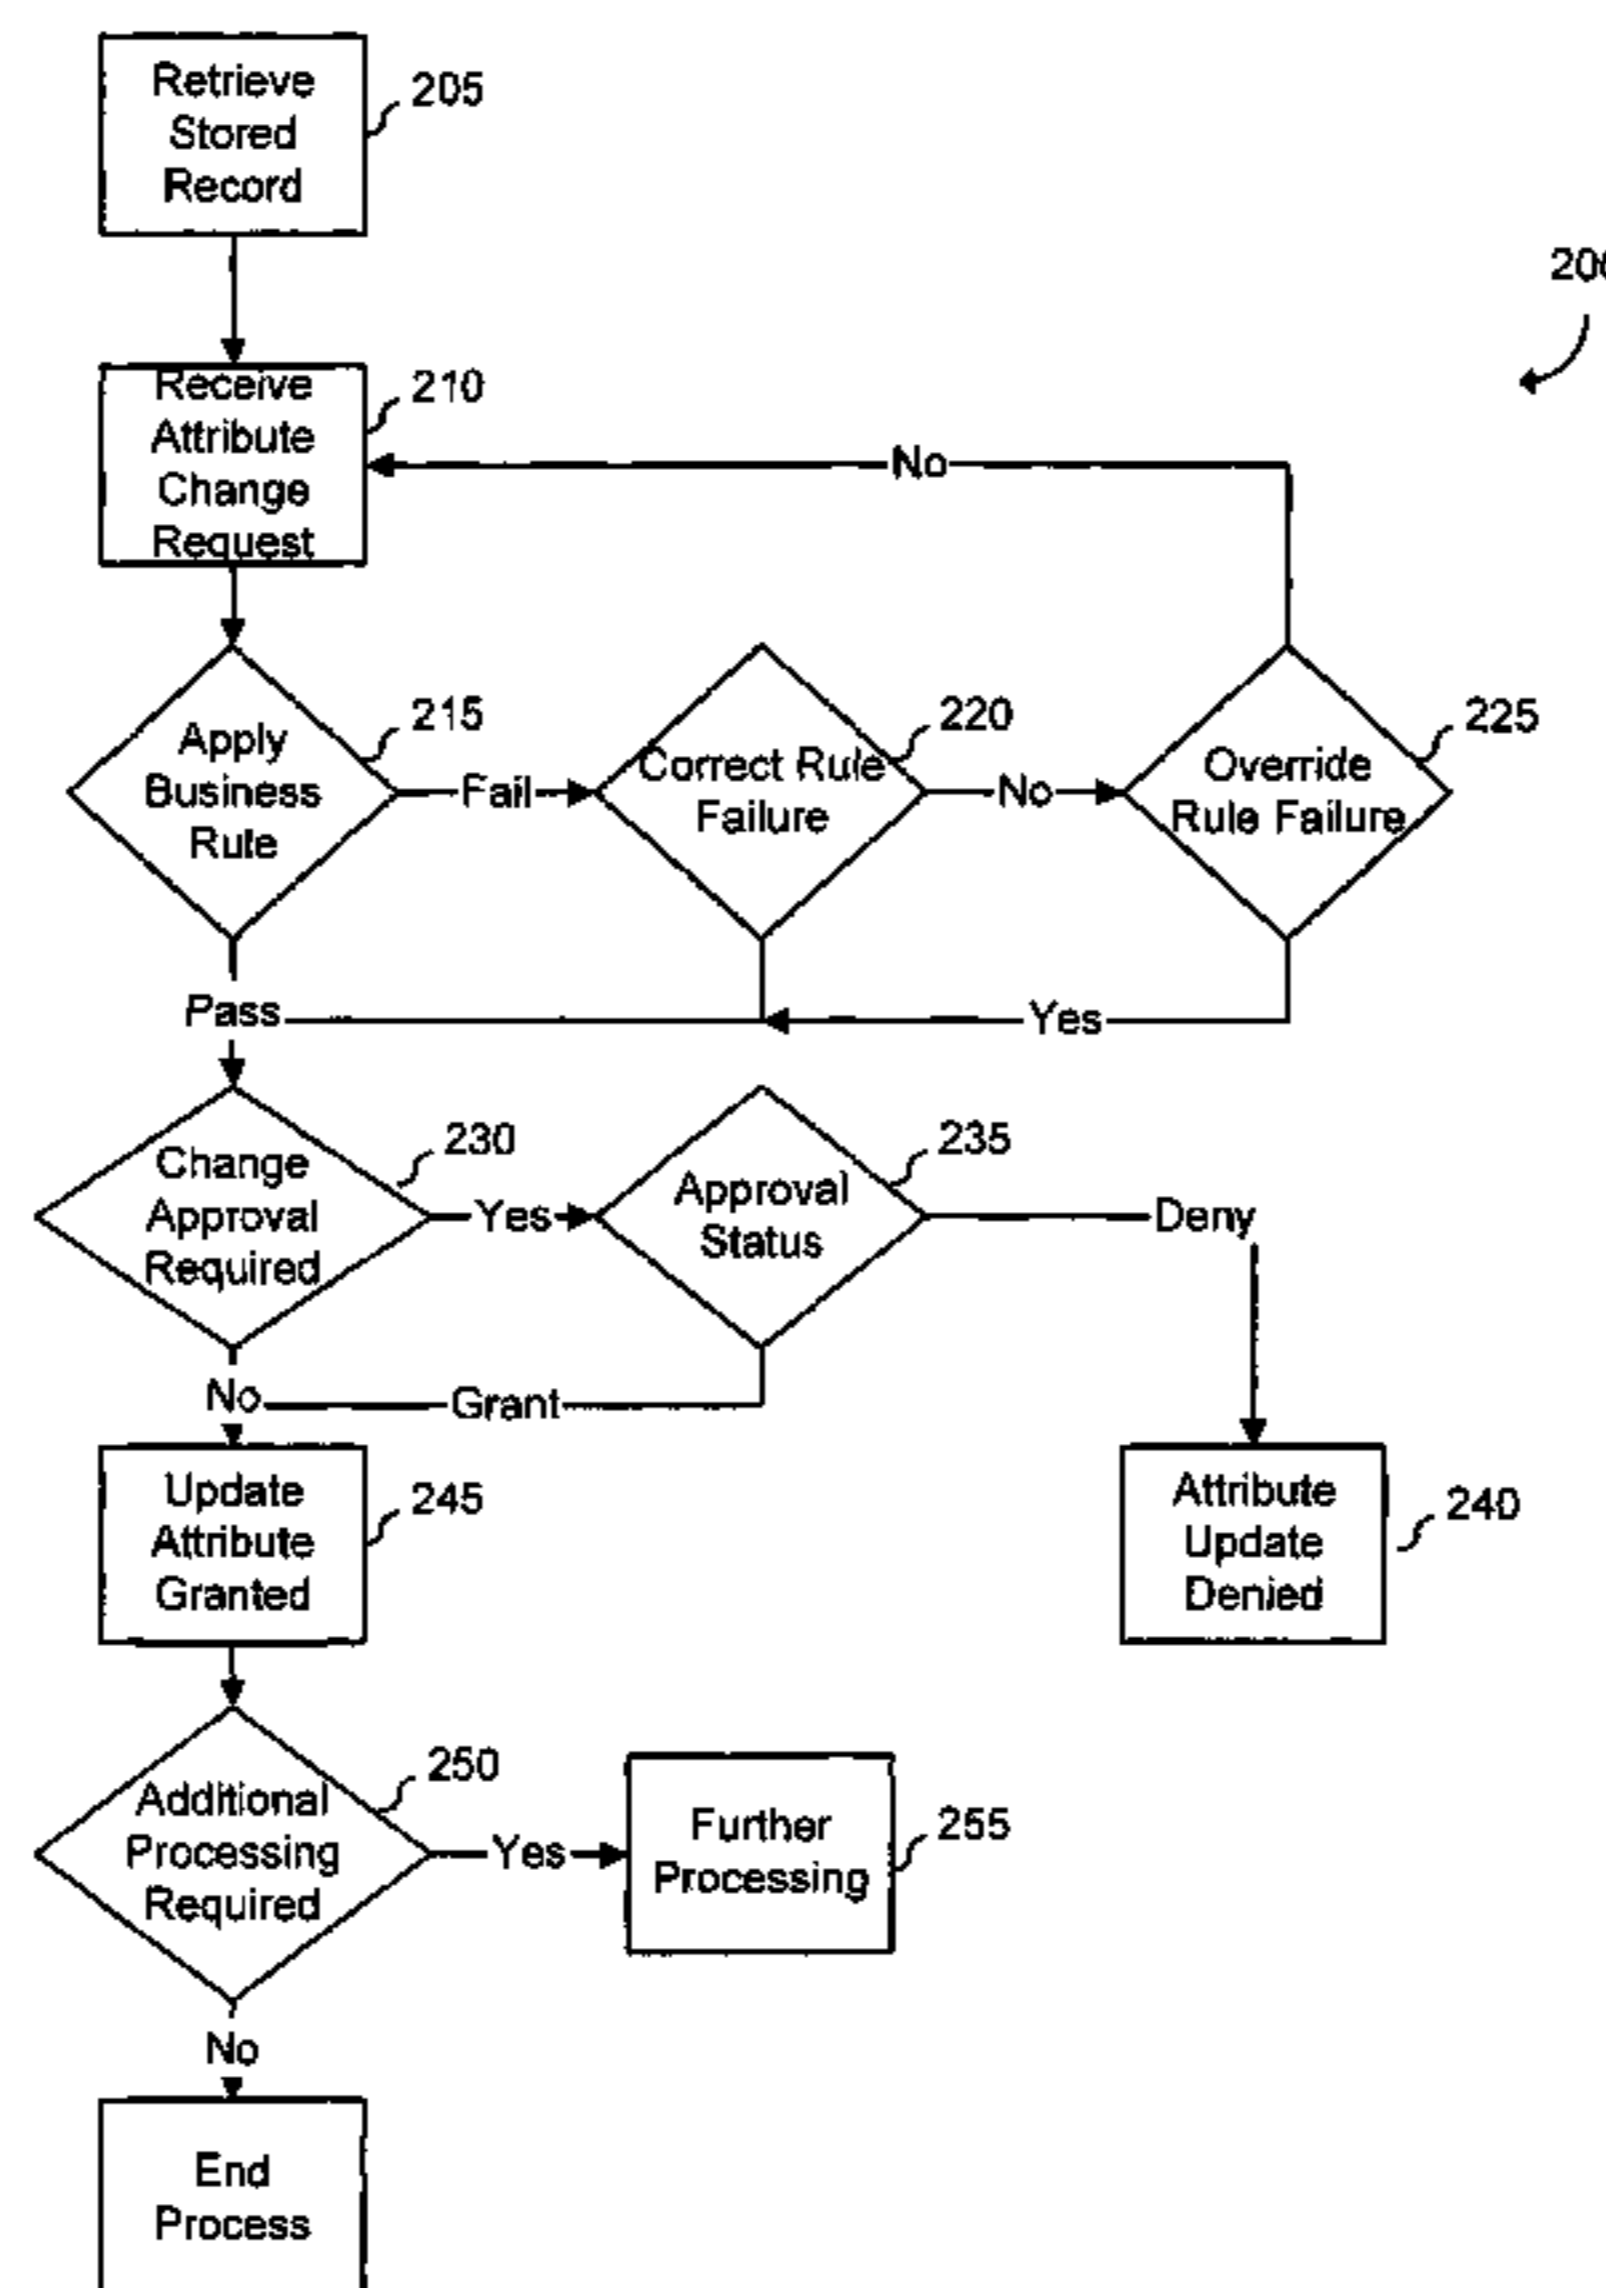 Retrieve
Stored
Record
205
Receive
Attribute
Change
Request
210
No
Apply
Business
Rule
215
Fail
Correct Rule
Failure
220
No
Override
Rule Failure
225
Pass
Yes
Change
Approval
Required
230
Yes
Approval
Status
235
Deny
No
Grant
Update
Attribute
Granted
245
Attribute
Update
Denied
240
Additional
Processing
Required
250
Yes
Further
Processing
255
No
End
Process